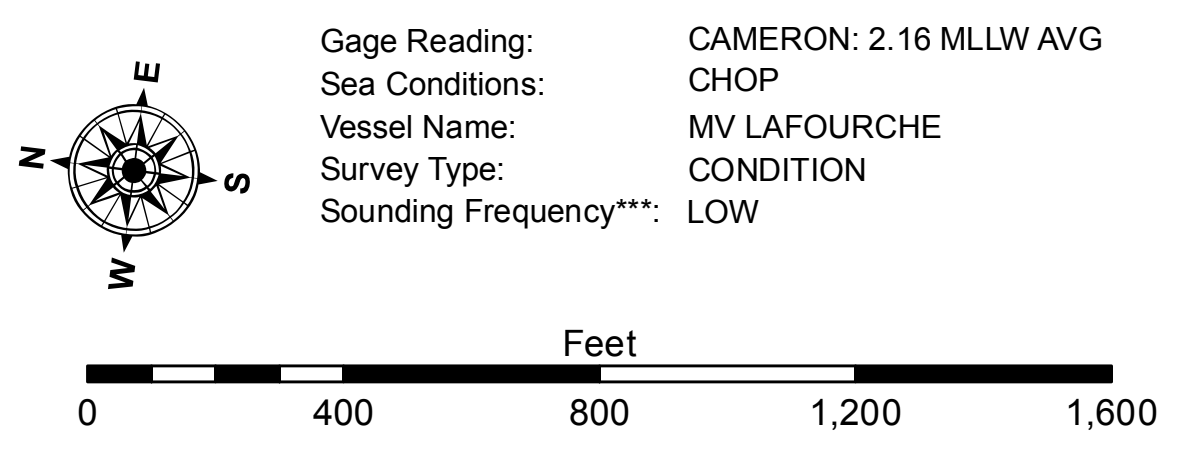 E
N
S
W
Gage Reading: CAMERON: 2.16 MLLW AVG
Sea Conditions: CHOP
Vessel Name: MV LAFOURCHE
Survey Type: CONDITION
Sounding Frequency***: LOW
Feet
0 400 800 1,200 1,600